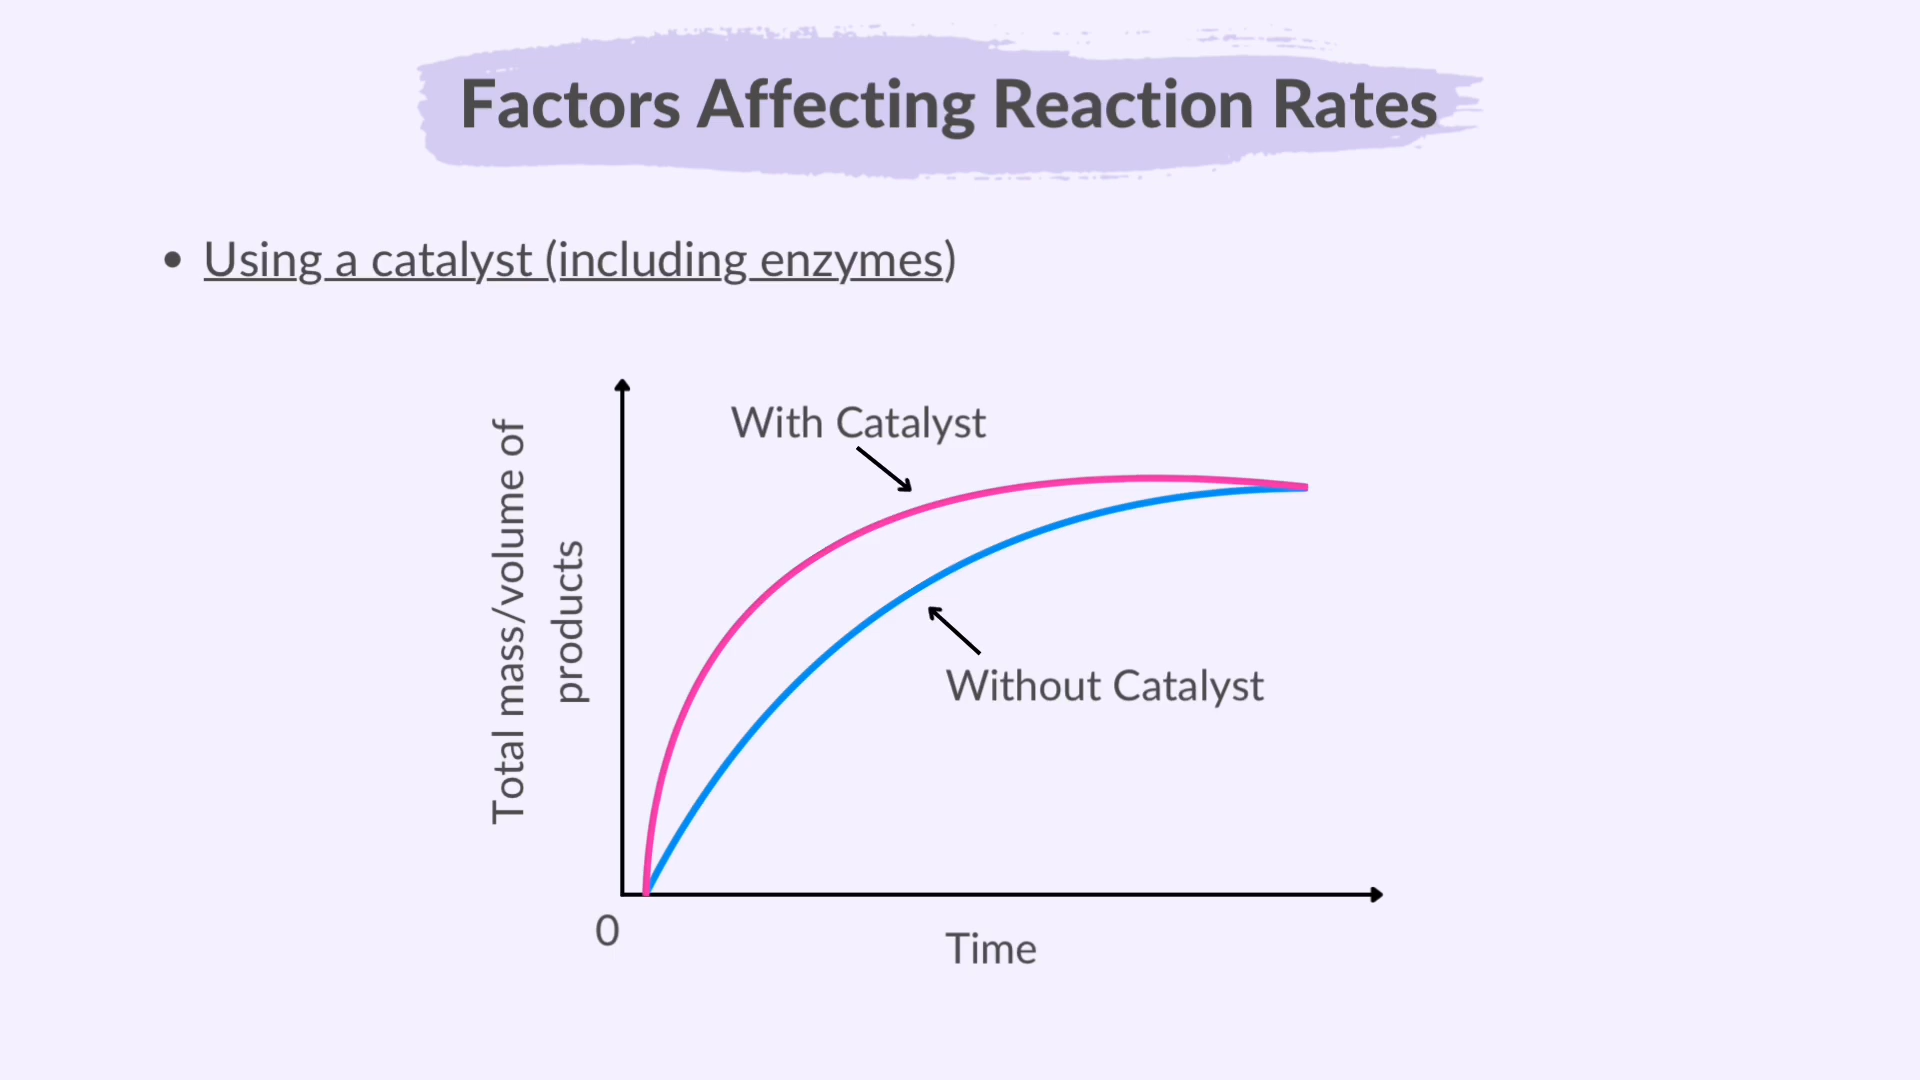 Factors Affecting Reaction Rates
• Using a catalyst (including enzymes)
With Catalyst
Total mass/volume of
products
Without Catalyst
0
Time